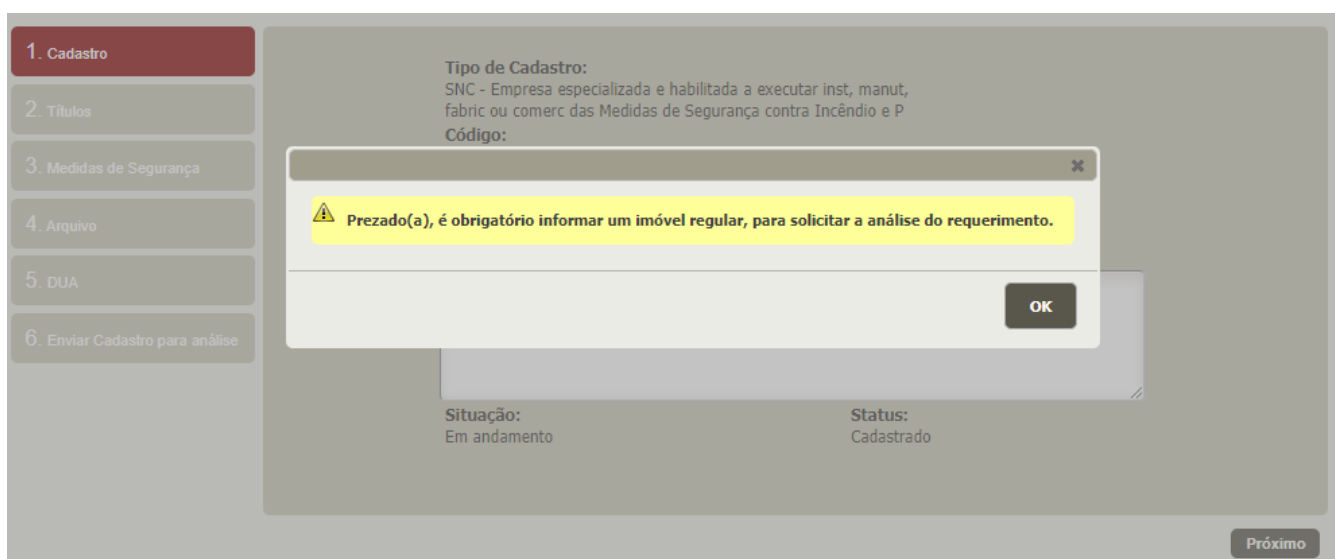 1. Cadastro
2. Títulos
3. Medidas de Segurança
4. Arquivo
5. DUA
6. Enviar Cadastro para análise
Tipo de Cadastro:
SNC - Empresa especializada e habilitada a executar inst, manut,
fabric ou comerc das Medidas de Segurança contra Incêndio e P
Código:
Prezado(a), é obrigatório informar um imóvel regular, para solicitar a análise do requerimento.
OK
Situação:
Em andamento
Status:
Cadastrado
Próximo